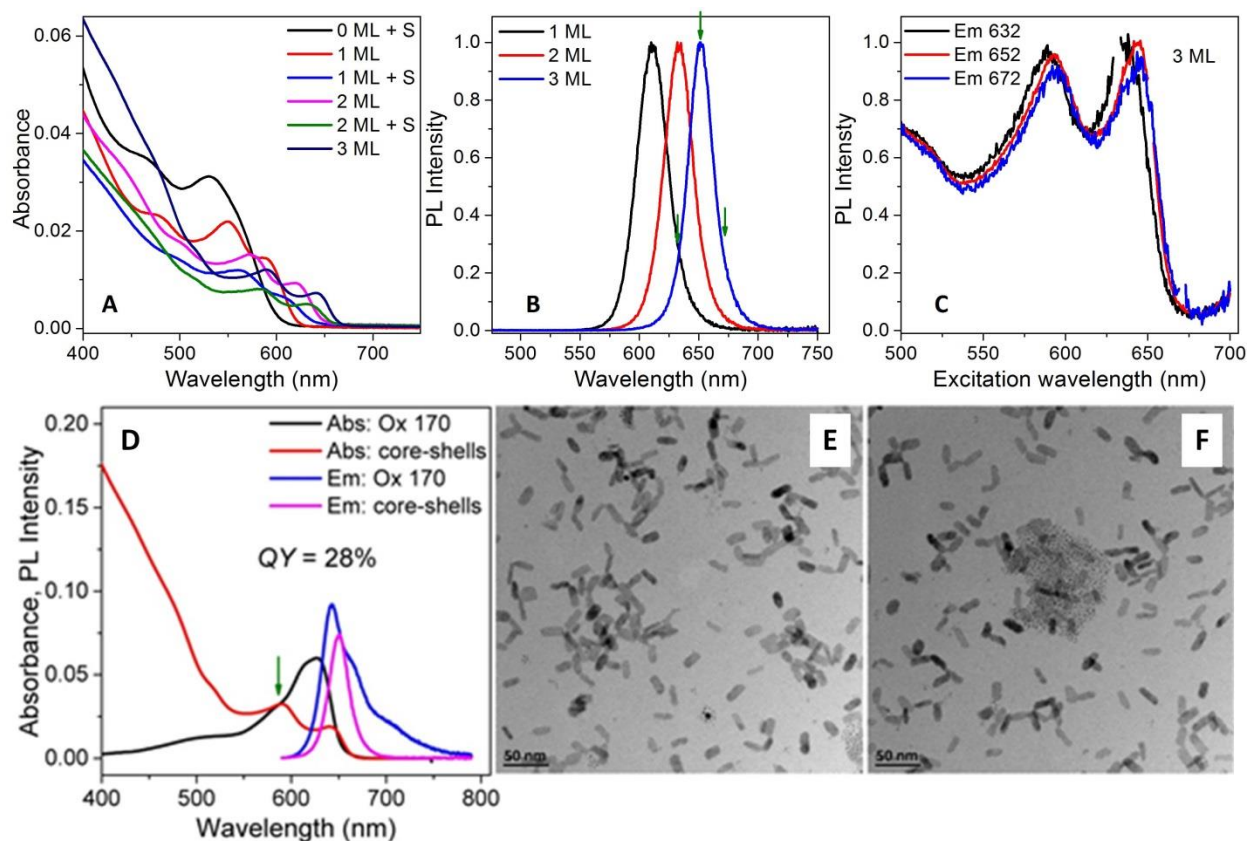 0.06
0.04
0.02
0.00
Absorbance
0 ML + S
1 ML
1 ML + S
2 ML
2 ML + S
3 ML
A
400 500 600 700
Wavelength (nm)
1.0
0.8
0.6
0.4
0.2
0.0
PL Intensity
1 ML
2 ML
3 ML
B
500 550 600 650 700 750
Wavelength (nm)
1.0
0.8
0.6
0.4
0.2
0.0
PL Intensty
Em 632
Em 652
Em 672
3 ML
C
500 550 600 650 700
Excitation wavelength (nm)
0.20
0.15
0.10
0.05
0.00
Absorbance, PL Intensity
D
Abs: Ox 170
Abs: core-shells
Em: Ox 170
Em: core-shells
QY = 28%
400 500 600 700 800
Wavelength (nm)
E
50 nm
F
50 nm